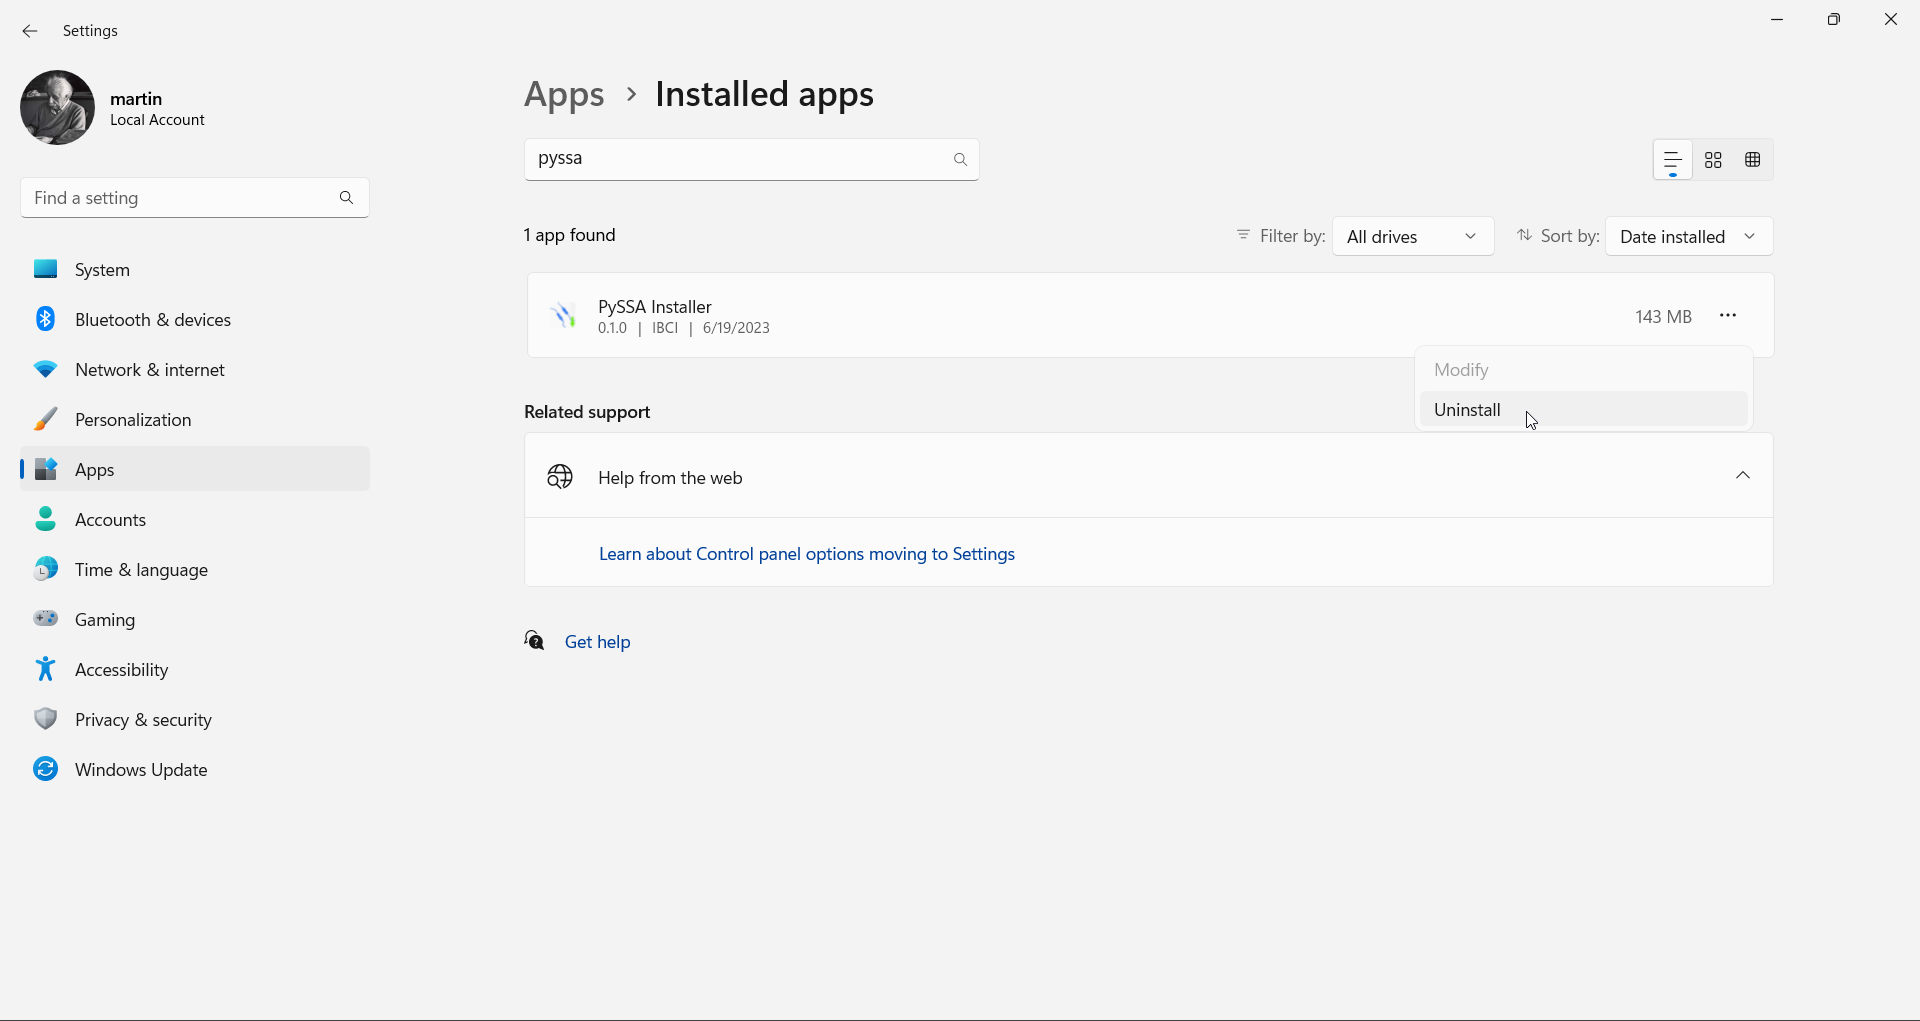 Settings
martin
Local Account
Find a setting
System
Bluetooth & devices
Network & internet
Personalization
Apps
Accounts
Time & language
Gaming
Accessibility
Privacy & security
Windows Update
Apps > Installed apps
pyssa
1 app found
Filter by: All drives
Sort by: Date installed
PySSA Installer
0.1.0 | IBCI | 6/19/2023
143 MB
Modify
Uninstall
Related support
Help from the web
Learn about Control panel options moving to Settings
Get help